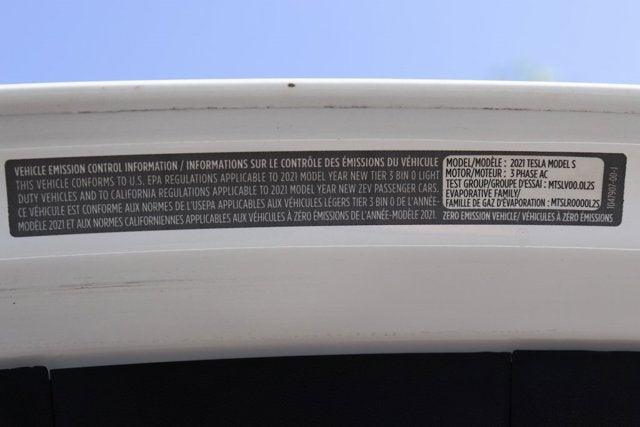 VEHICLE EMISSION CONTROL INFORMATION / INFORMATIONS SUR LE CONTRÔLE DES ÉMISSIONS DU VÉHICULE
THIS VEHICLE CONFORMS TO U.S. EPA REGULATIONS APPLICABLE TO 2021 MODEL YEAR NEW TIER 3 BIN 0 LIGHT
DUTY VEHICLES AND TO CALIFORNIA REGULATIONS APPLICABLE TO 2021 MODEL YEAR NEW ZEV PASSENGER CARS.
CE VÉHICULE EST CONFORME AUX NORMES DE L'USEPA APPLICABLES AUX VÉHICULES LÉGERS TIER 3 BIN 0 DE L'ANNÉE-
MODÈLE 2021 ET AUX NORMES CALIFORNIENNES APPLICABLES AUX VÉHICULES À ZÉRO ÉMISSIONS DE L'ANNÉE-MODÈLE 2021.
MODEL/MODÈLE : 2021 TESLA MODEL S
MOTOR/MOTEUR : 3 PHASE AC
TEST GROUP/GROUPE D'ESSAI : MTSLV00.0L2S
EVAPORATIVE FAMILY/
FAMILLE DE GAZ D'ÉVAPORATION : MTSLR0000L2S
ZERO EMISSION VEHICLE/ VÉHICULES À ZÉRO ÉMISSIONS
1047907-00-I